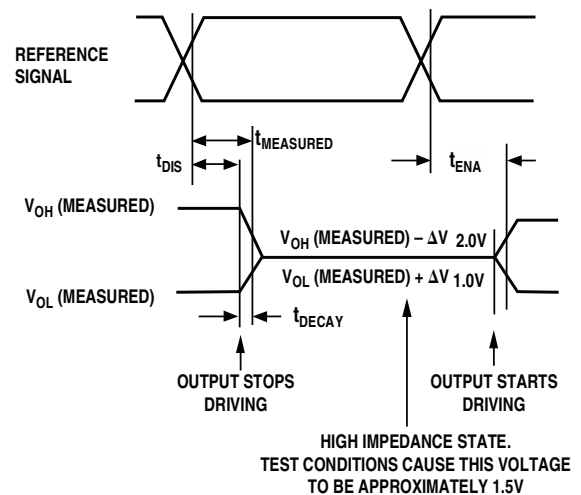 REFERENCE
SIGNAL
tMEASURED
tDIS
tENA
VOH (MEASURED)
VOH (MEASURED) – ΔV 2.0V
VOL (MEASURED) + ΔV 1.0V
VOL (MEASURED)
tDECAY
OUTPUT STOPS
DRIVING
OUTPUT STARTS
DRIVING
HIGH IMPEDANCE STATE.
TEST CONDITIONS CAUSE THIS VOLTAGE
TO BE APPROXIMATELY 1.5V